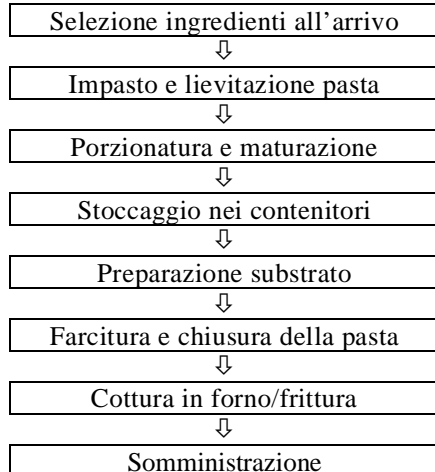 Selezione ingredienti all'arrivo
⇩
Impasto e lievitazione pasta
⇩
Porzionatura e maturazione
⇩
Stoccaggio nei contenitori
⇩
Preparazione substrato
⇩
Farcitura e chiusura della pasta
⇩
Cottura in forno/frittura
⇩
Somministrazione